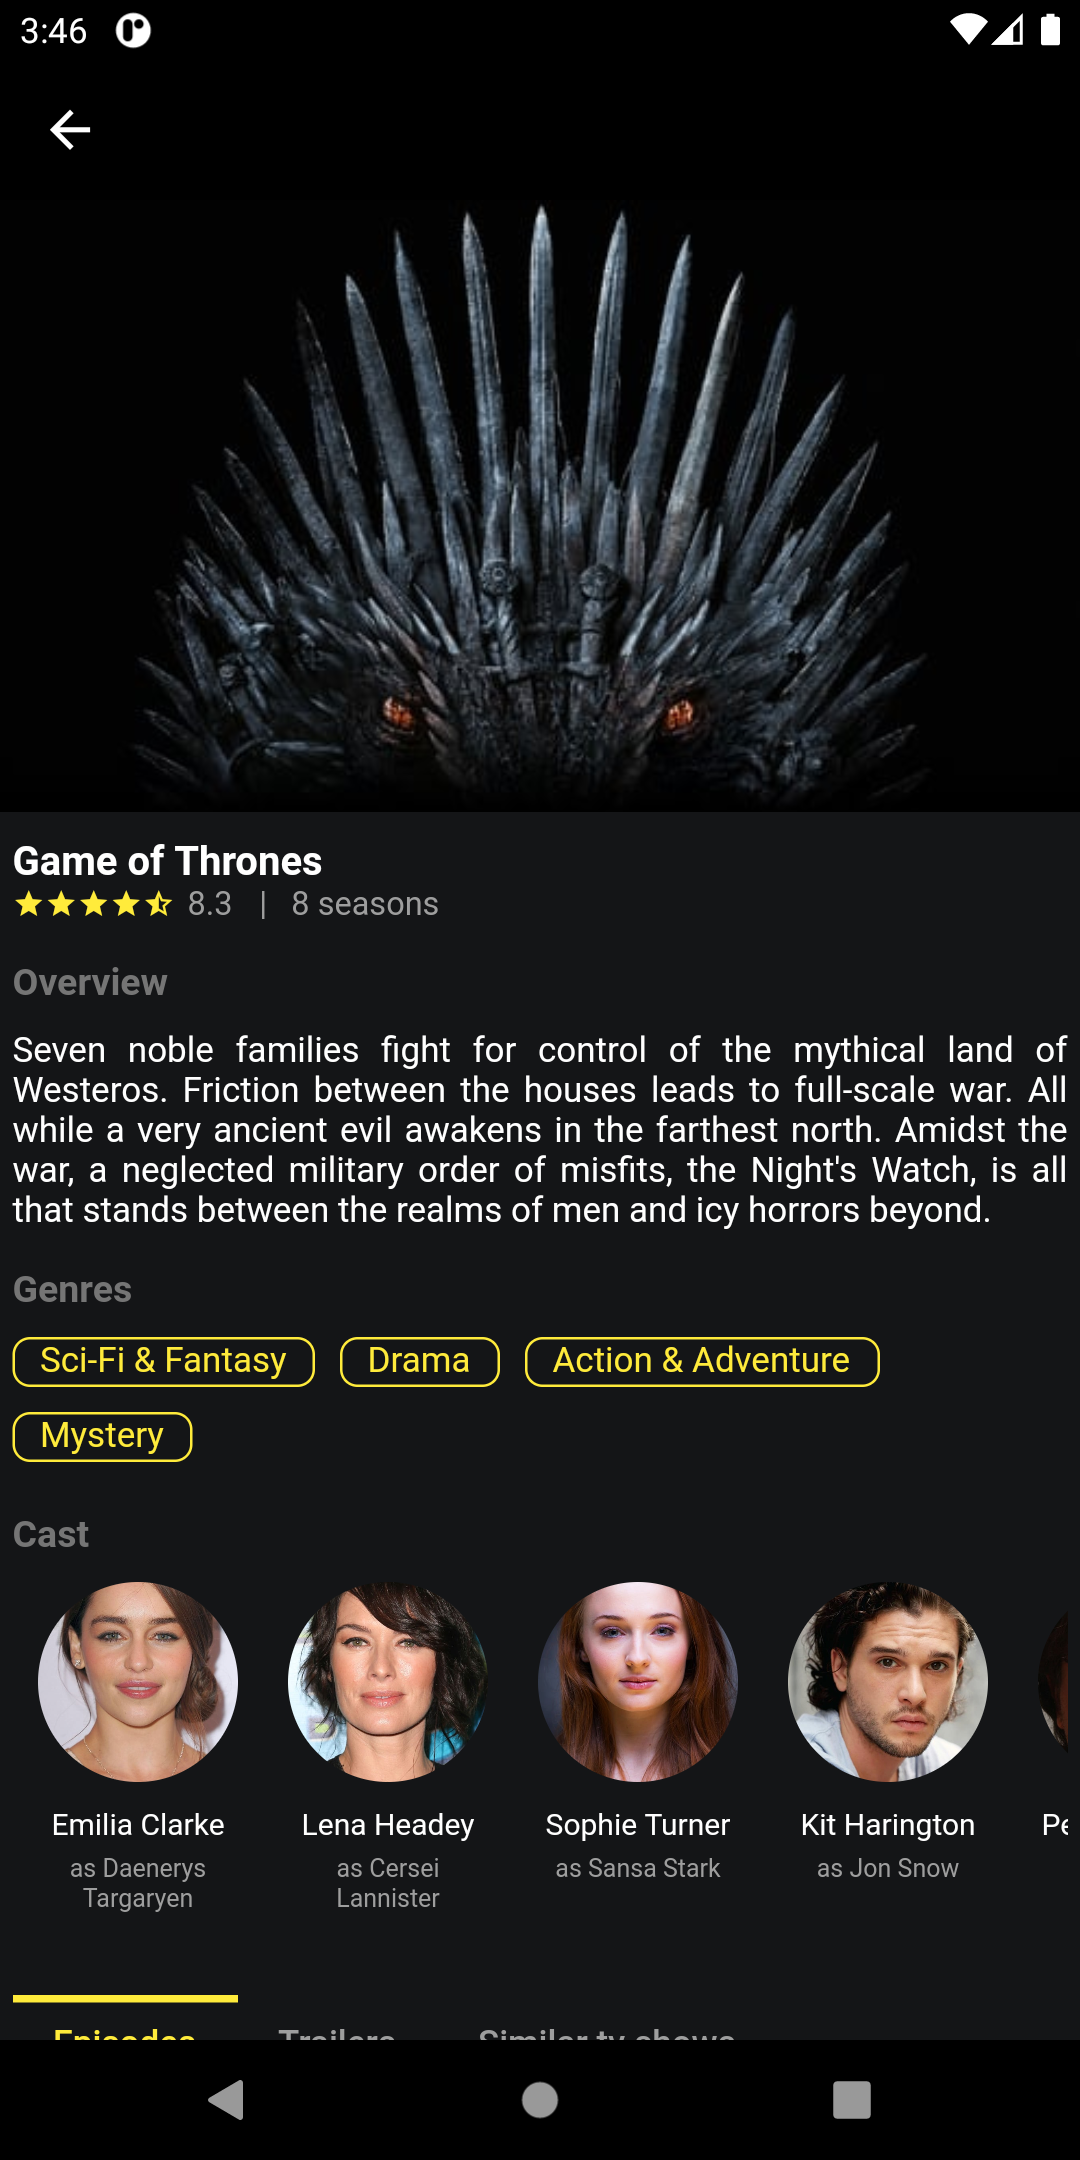 3:46
Game of Thrones
8.3 | 8 seasons
Overview
Seven noble families fight for control of the mythical land of
Westeros. Friction between the houses leads to full-scale war. All
while a very ancient evil awakens in the farthest north. Amidst the
war, a neglected military order of misfits, the Night's Watch, is all
that stands between the realms of men and icy horrors beyond.
Genres
Sci-Fi & Fantasy Drama Action & Adventure
Mystery
Cast
Emilia Clarke Lena Headey Sophie Turner Kit Harington Pe
as Daenerys as Cersei as Sansa Stark as Jon Snow
Targaryen Lannister
Episodes Trailers Similar tv shows